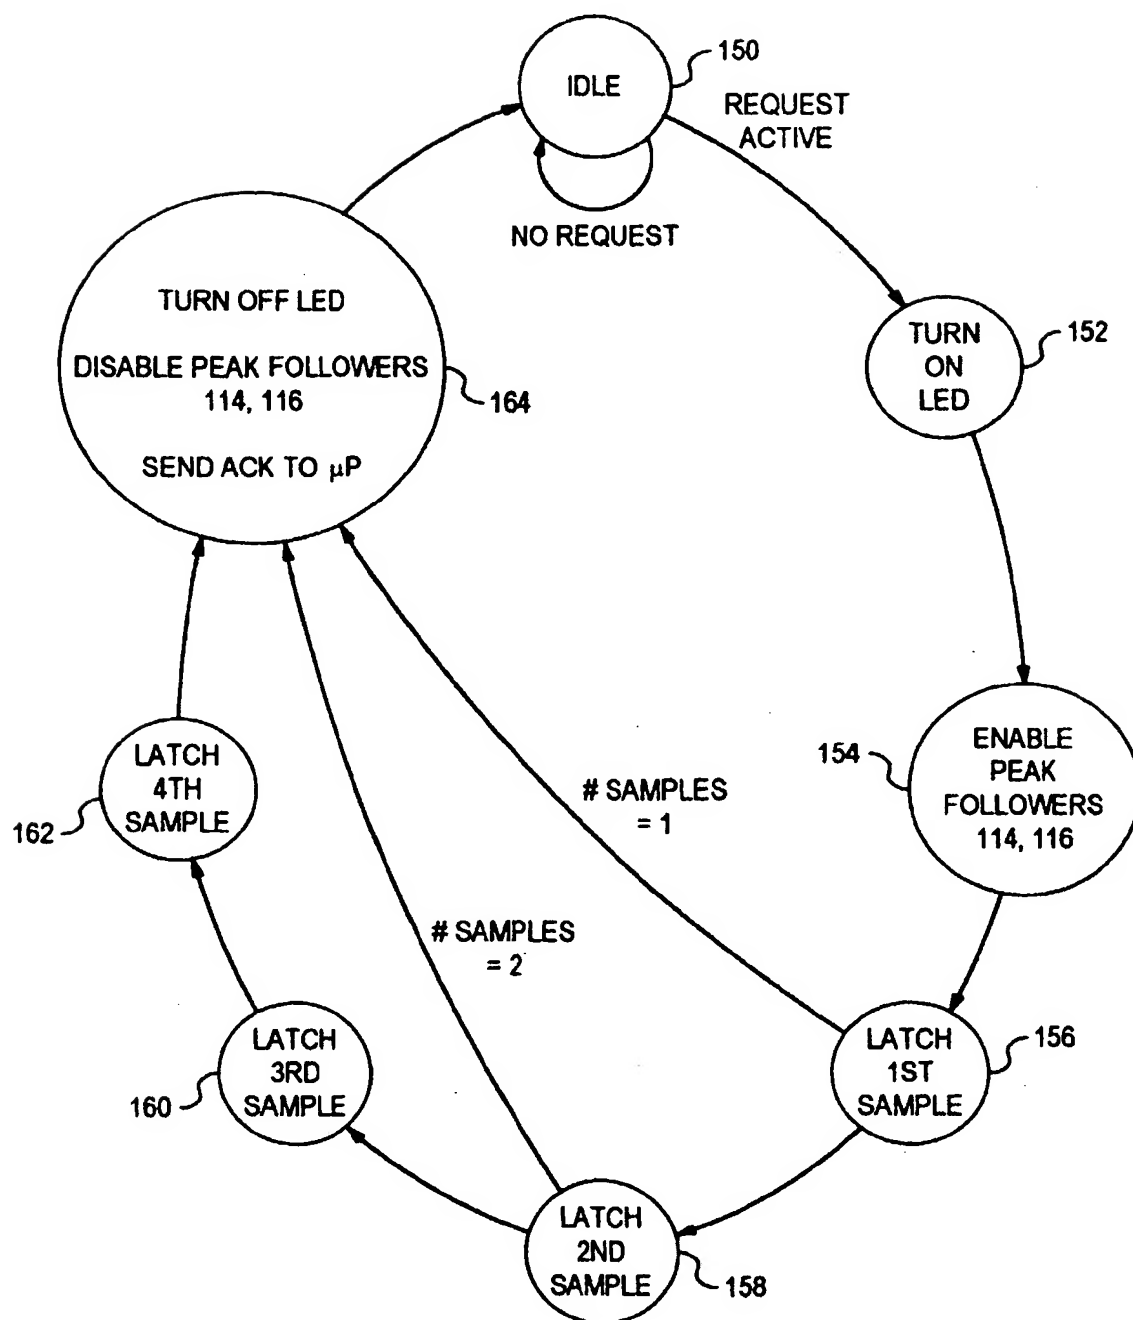 IDLE
150
REQUEST
ACTIVE
NO REQUEST
TURN
ON
LED
152
TURN OFF LED
DISABLE PEAK FOLLOWERS
114, 116
SEND ACK TO µP
164
ENABLE
PEAK
FOLLOWERS
114, 116
154
LATCH
4TH
SAMPLE
162
# SAMPLES
= 1
# SAMPLES
= 2
LATCH
1ST
SAMPLE
156
LATCH
3RD
SAMPLE
160
LATCH
2ND
SAMPLE
158